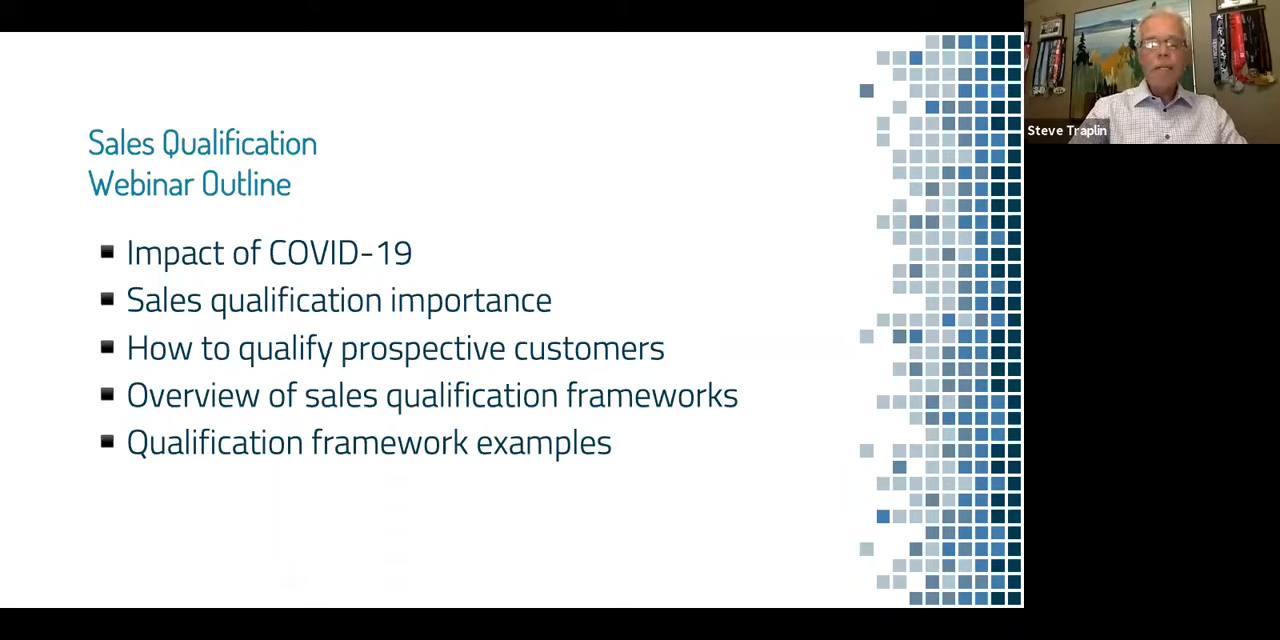 Sales Qualification
Webinar Outline
Impact of COVID-19
Sales qualification importance
How to qualify prospective customers
Overview of sales qualification frameworks
Qualification framework examples
Steve Traplin